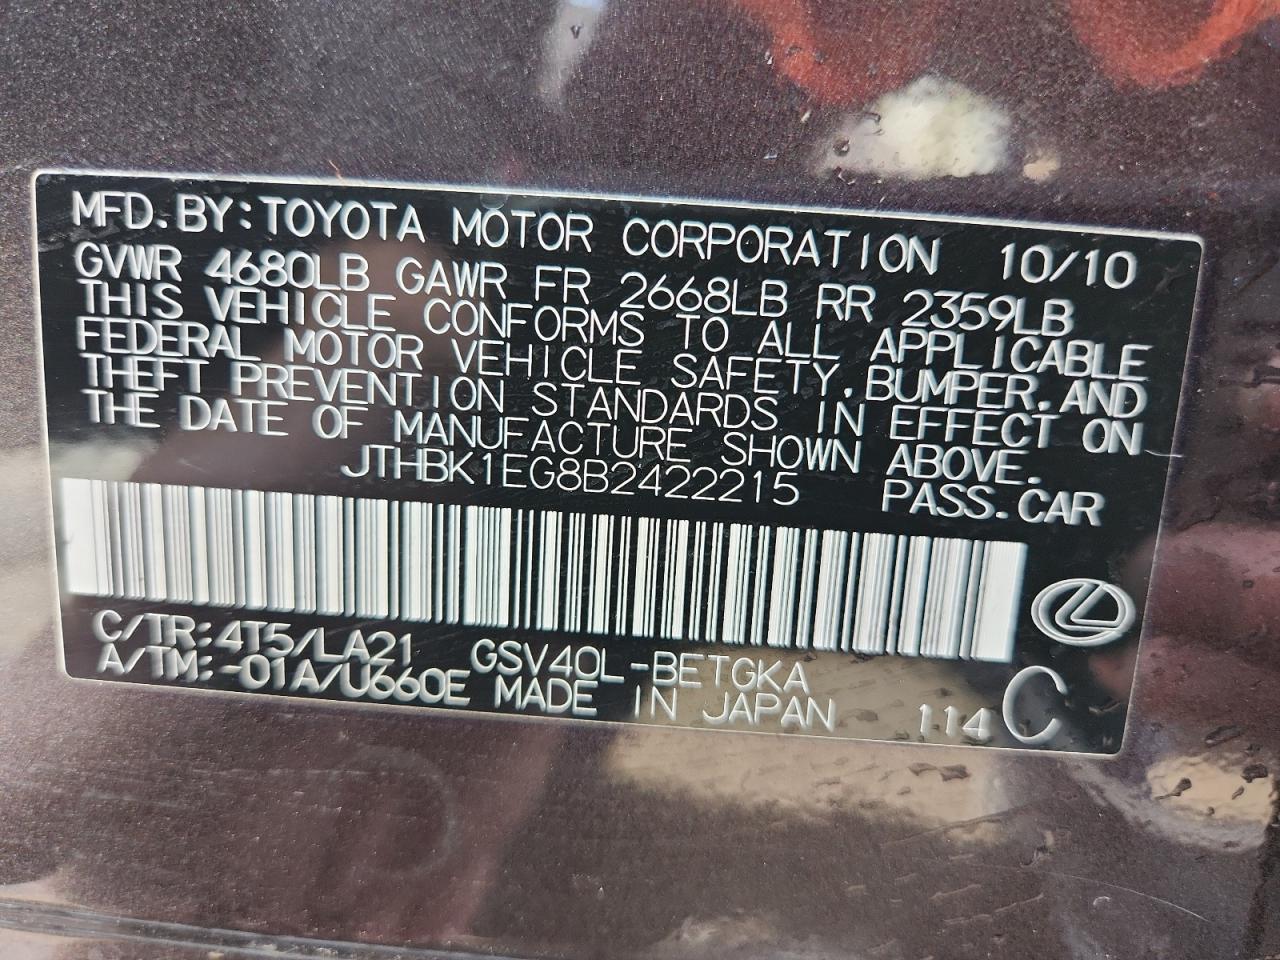 MFD. BY: TOYOTA MOTOR CORPORATION 10/10
GVWR 4680LB GAWR FR 2668LB RR 2359LB
THIS VEHICLE CONFORMS TO ALL APPLICABLE
FEDERAL MOTOR VEHICLE SAFETY, BUMPER, AND
THEFT PREVENTION STANDARDS IN EFFECT ON
THE DATE OF MANUFACTURE SHOWN ABOVE.
JTHBK1EG8B2422215 PASS. CAR
C/TR: 4T5/LA21 GSV40L-BETGKA
A/TM: -01A/U660E MADE IN JAPAN 114 C